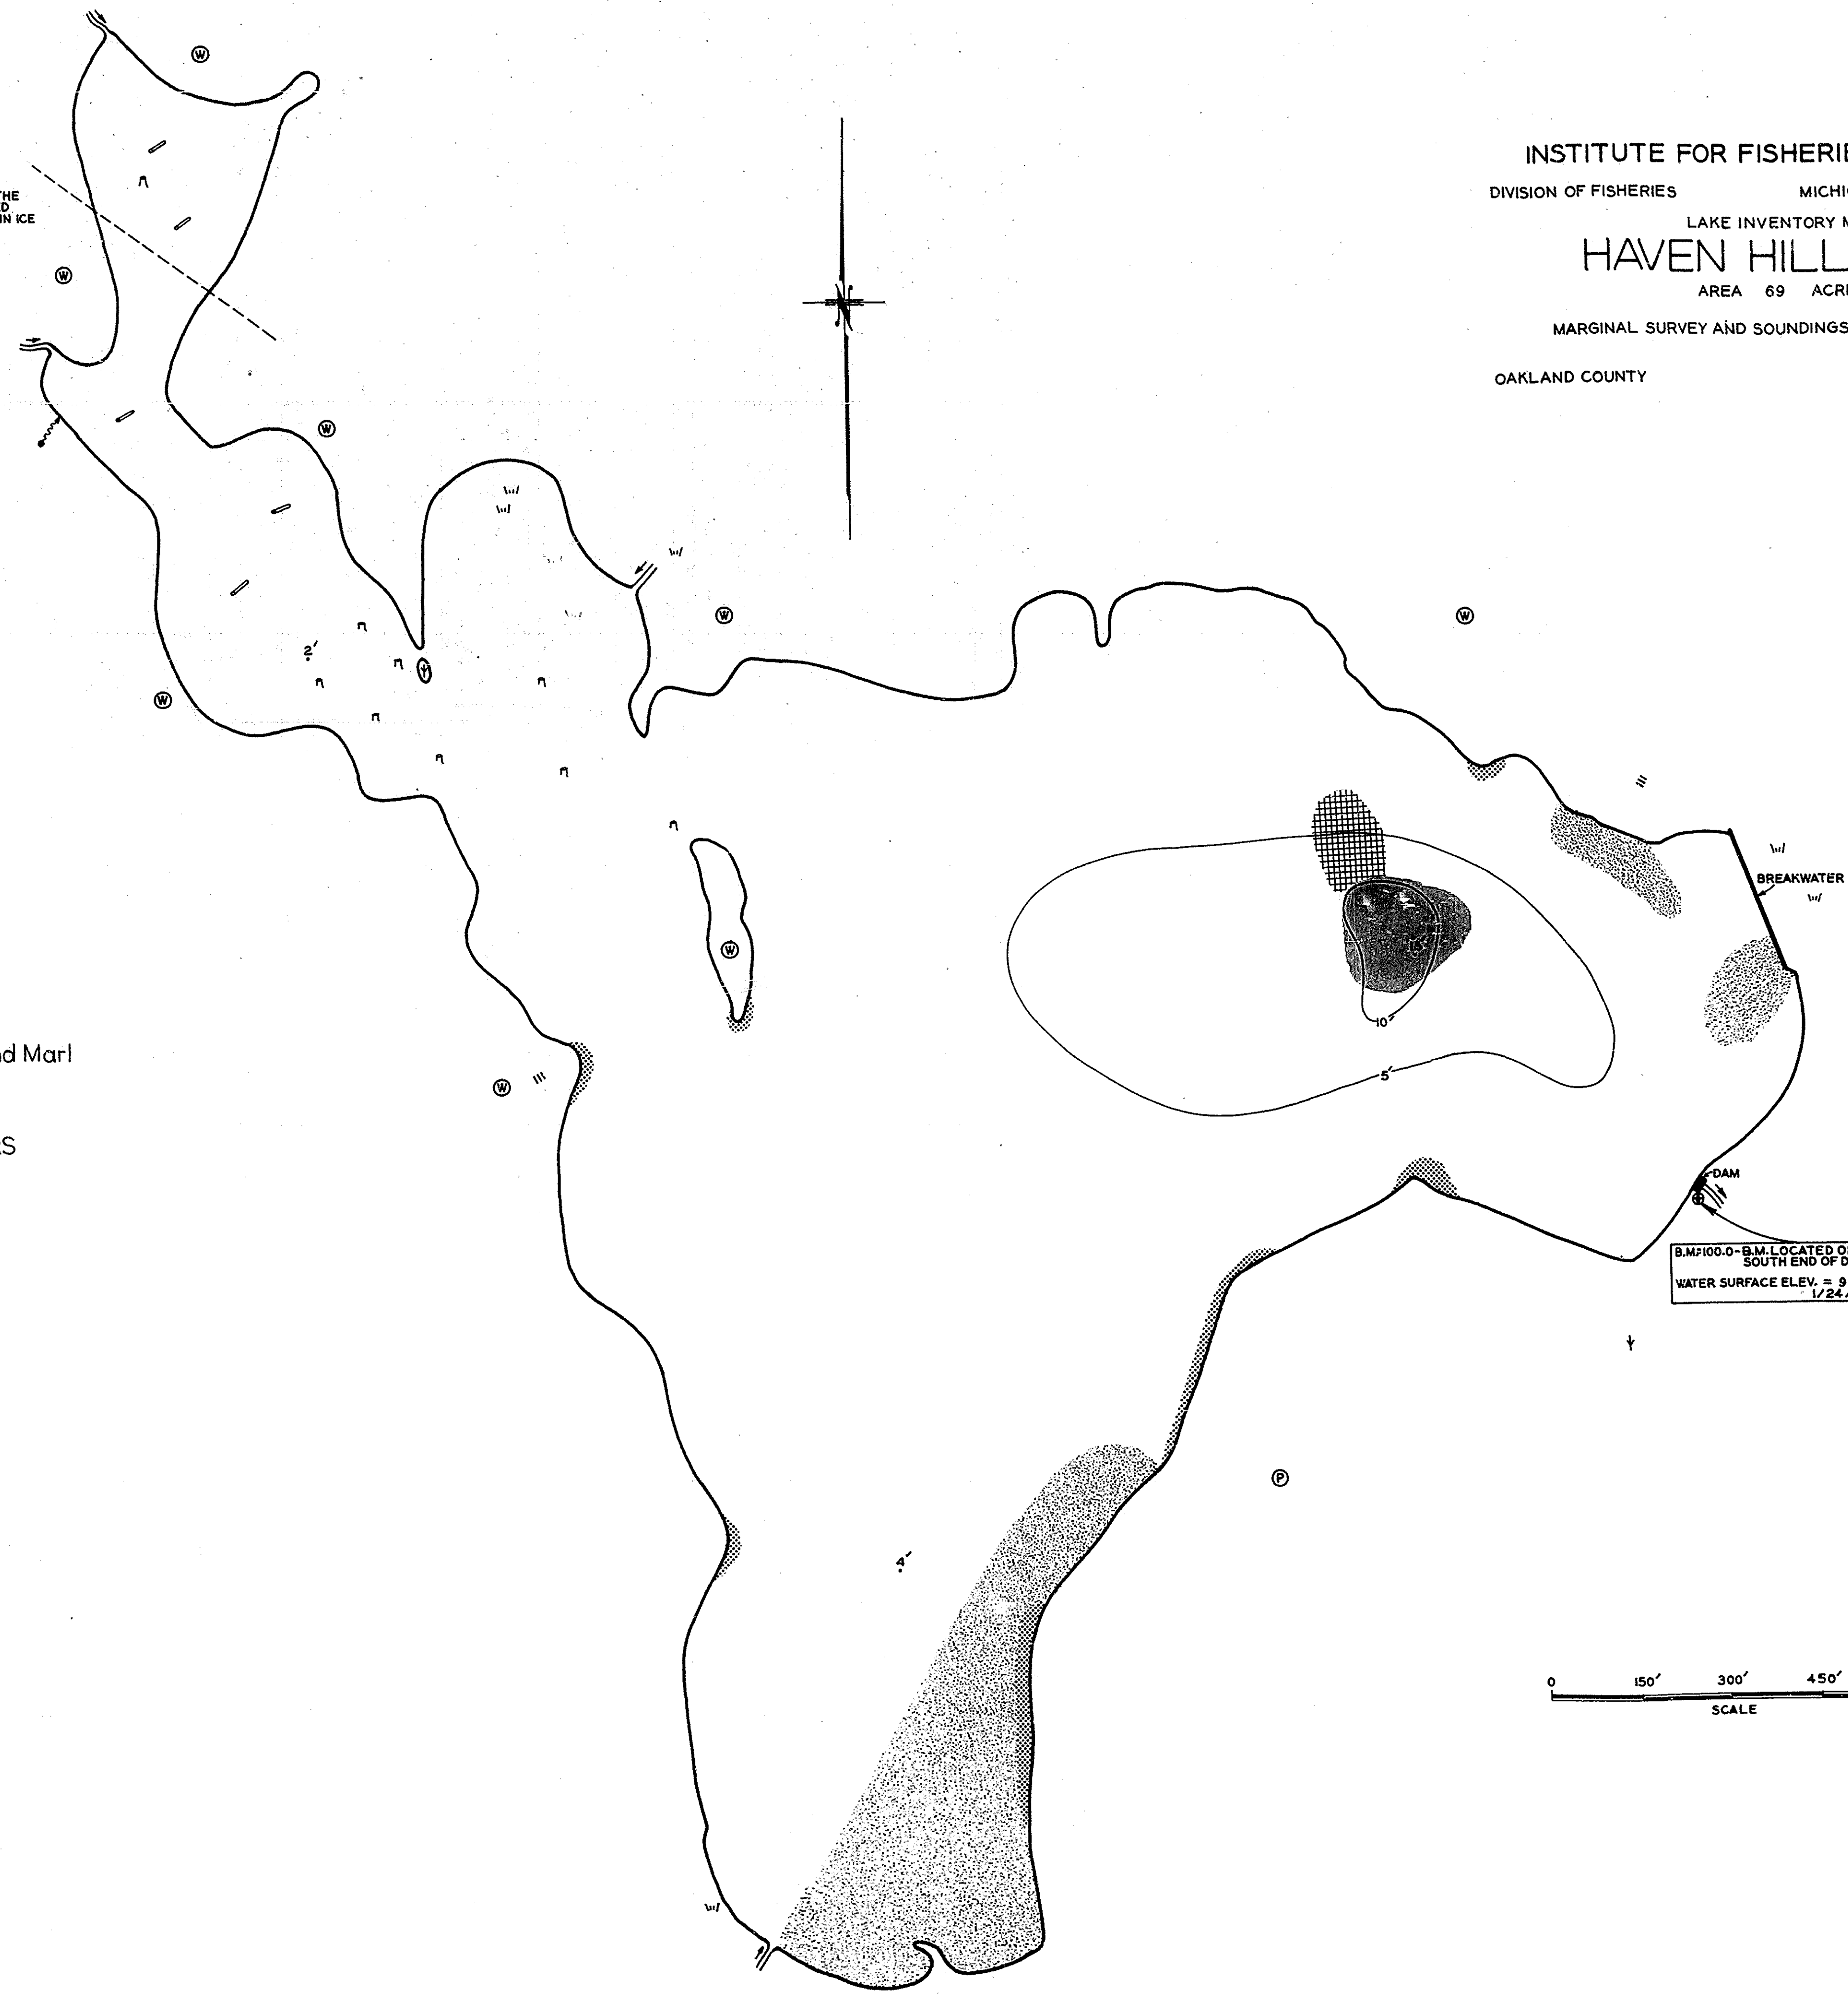 INSTITUTE FOR FISHERIE
DIVISION OF FISHERIES MICHI
LAKE INVENTORY M
HAVEN HILL
AREA 69 ACR
MARGINAL SURVEY AND SOUNDINGS
OAKLAND COUNTY
W
N
HE
D
IN ICE
W
W
W
W
2′
W
BREAKWATER
W
10′
5′
nd Marl
W
S
DAM
B.M.=100.0-B.M. LOCATED O
SOUTH END OF D
WATER SURFACE ELEV. = 9
1/24/
P
4′
0 150′ 300′ 450′
SCALE